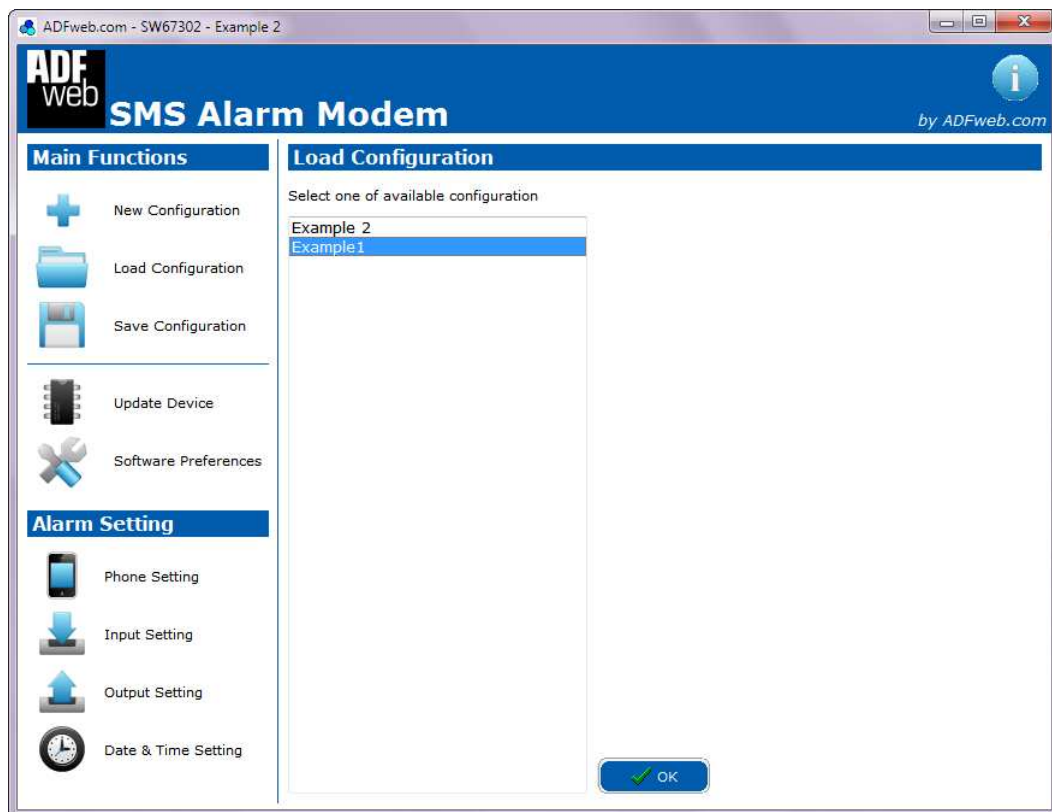 ADFweb.com - SW67302 - Example 2
ADF
web
SMS Alarm Modem
i
by ADFweb.com
Main Functions
New Configuration
Load Configuration
Save Configuration
Update Device
Software Preferences
Alarm Setting
Phone Setting
Input Setting
Output Setting
Date & Time Setting
Load Configuration
Select one of available configuration
Example 2
Example1
OK